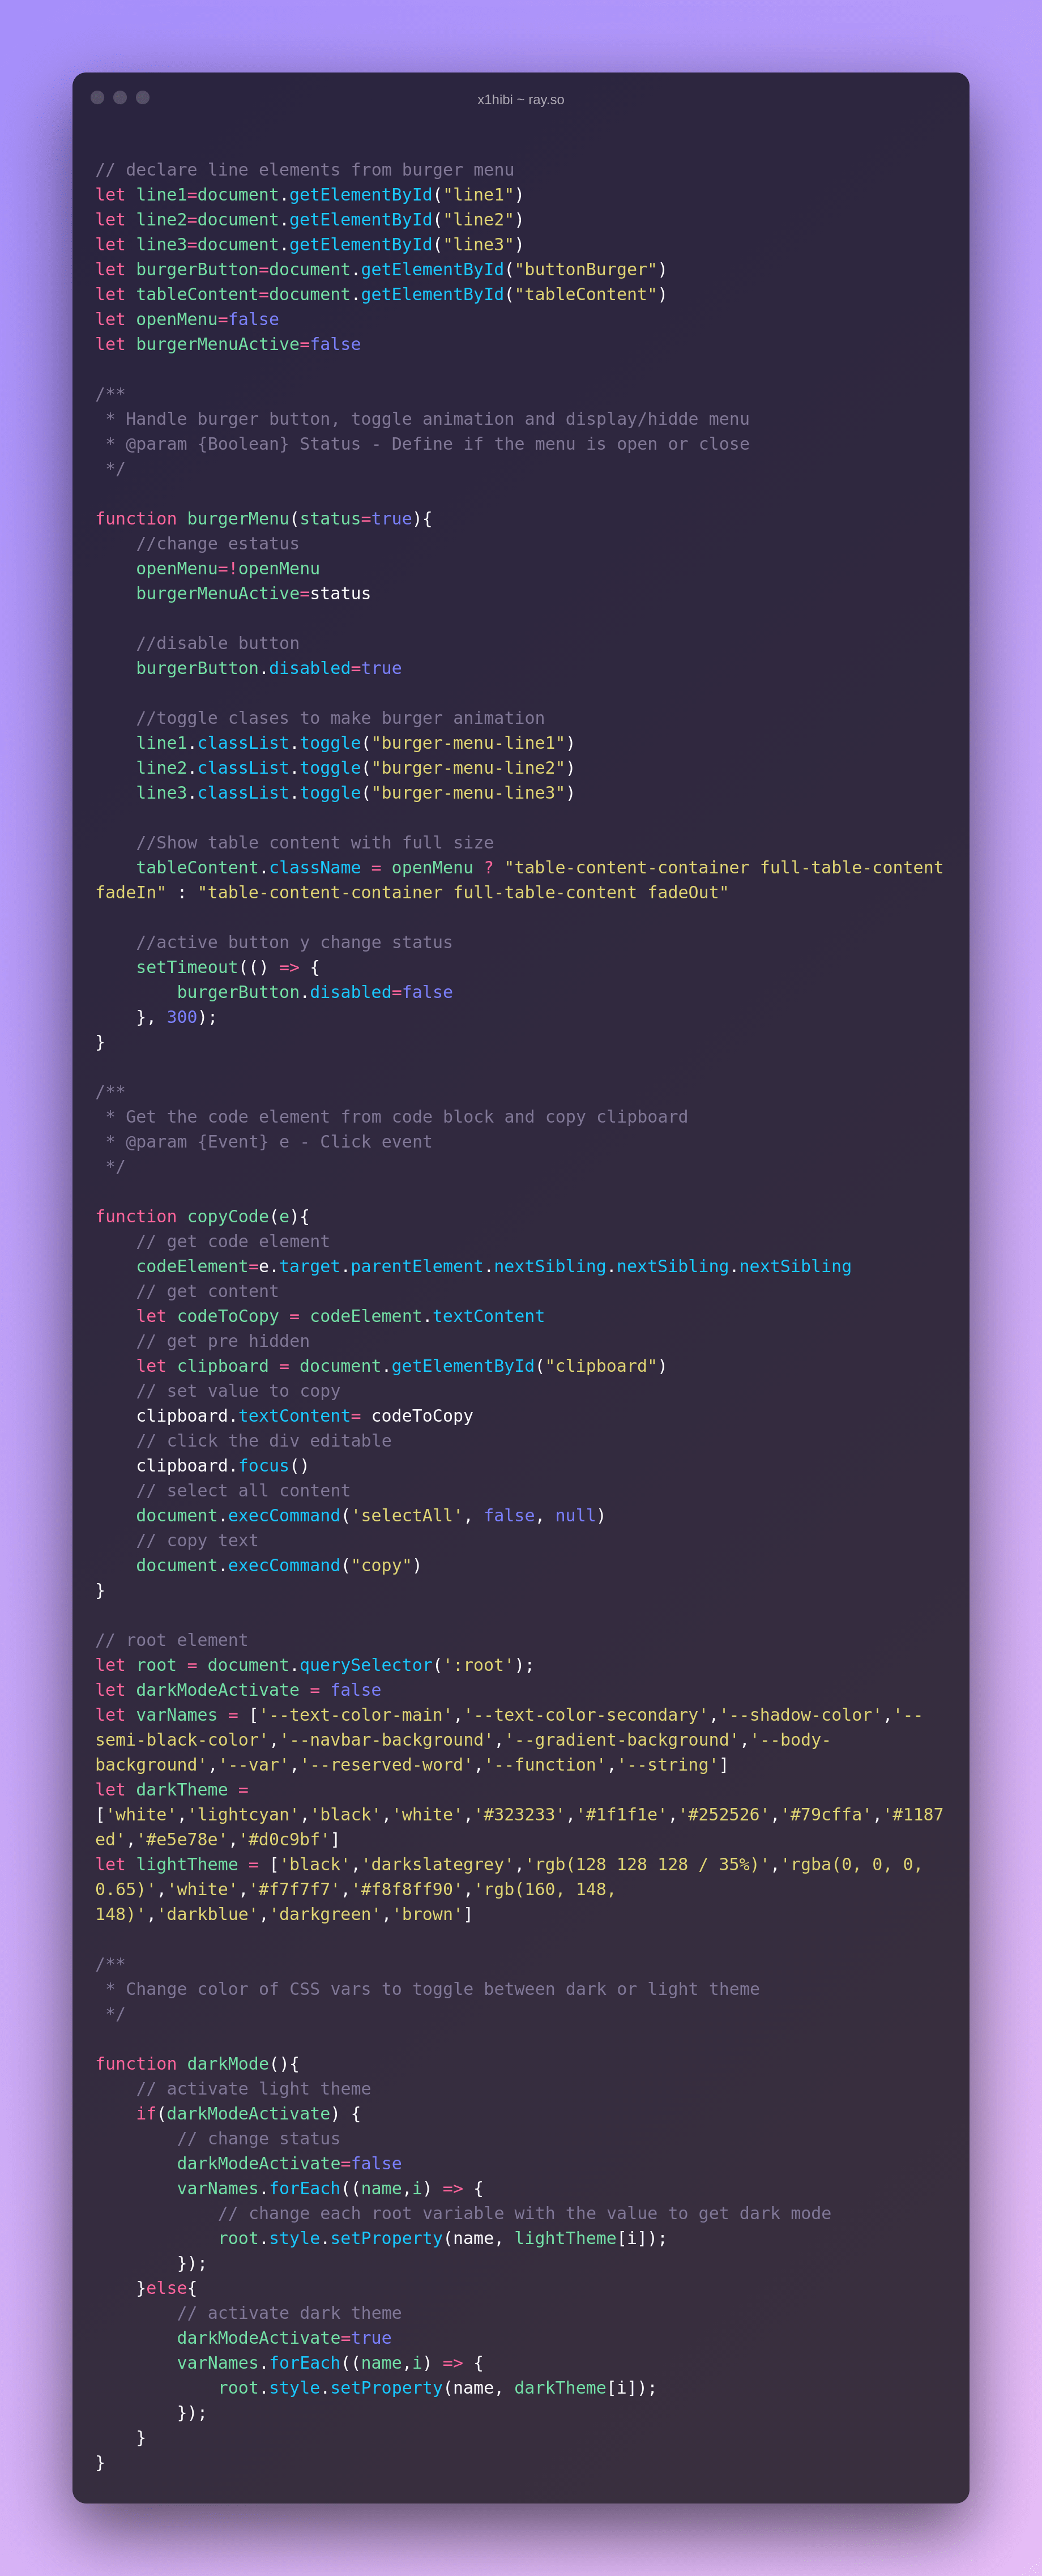 x1hibi ~ ray.so
// declare line elements from burger menu
let line1=document.getElementById("line1")
let line2=document.getElementById("line2")
let line3=document.getElementById("line3")
let burgerButton=document.getElementById("buttonBurger")
let tableContent=document.getElementById("tableContent")
let openMenu=false
let burgerMenuActive=false
/**
 * Handle burger button, toggle animation and display/hidde menu
 * @param {Boolean} Status - Define if the menu is open or close
 */
function burgerMenu(status=true){
    //change estatus
    openMenu=!openMenu
    burgerMenuActive=status
    //disable button
    burgerButton.disabled=true
    //toggle clases to make burger animation
    line1.classList.toggle("burger-menu-line1")
    line2.classList.toggle("burger-menu-line2")
    line3.classList.toggle("burger-menu-line3")
    //Show table content with full size
    tableContent.className = openMenu ? "table-content-container full-table-content
fadeIn" : "table-content-container full-table-content fadeOut"
    //active button y change status
    setTimeout(() => {
        burgerButton.disabled=false
    }, 300);
}
/**
 * Get the code element from code block and copy clipboard
 * @param {Event} e - Click event
 */
function copyCode(e){
    // get code element
    codeElement=e.target.parentElement.nextSibling.nextSibling.nextSibling
    // get content
    let codeToCopy = codeElement.textContent
    // get pre hidden
    let clipboard = document.getElementById("clipboard")
    // set value to copy
    clipboard.textContent= codeToCopy
    // click the div editable
    clipboard.focus()
    // select all content
    document.execCommand('selectAll', false, null)
    // copy text
    document.execCommand("copy")
}
// root element
let root = document.querySelector(':root');
let darkModeActivate = false
let varNames = ['--text-color-main','--text-color-secondary','--shadow-color','--
semi-black-color','--navbar-background','--gradient-background','--body-
background','--var','--reserved-word','--function','--string']
let darkTheme =
['white','lightcyan','black','white','#323233','#1f1f1e','#252526','#79cffa','#1187
ed','#e5e78e','#d0c9bf']
let lightTheme = ['black','darkslategrey','rgb(128 128 128 / 35%)','rgba(0, 0, 0,
0.65)','white','#f7f7f7','#f8f8ff90','rgb(160, 148,
148)','darkblue','darkgreen','brown']
/**
 * Change color of CSS vars to toggle between dark or light theme
 */
function darkMode(){
    // activate light theme
    if(darkModeActivate) {
        // change status
        darkModeActivate=false
        varNames.forEach((name,i) => {
            // change each root variable with the value to get dark mode
            root.style.setProperty(name, lightTheme[i]);
        });
    }else{
        // activate dark theme
        darkModeActivate=true
        varNames.forEach((name,i) => {
            root.style.setProperty(name, darkTheme[i]);
        });
    }
}